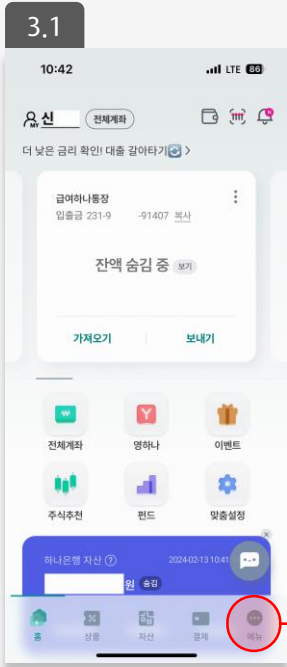 3.1
10:42
LTE 86
MY 신 전체계좌
더 낮은 금리 확인! 대출 갈아타기 >
급여하나통장
입출금 231-9 -91407 복사
잔액 숨김 중 보기
가져오기 보내기
전체계좌 영하나 이벤트
주식추천 펀드 맞춤설정
하나은행 자산 ? 2024-02-13 10:41
원 숨김
홈 상품 자산 결제 메뉴